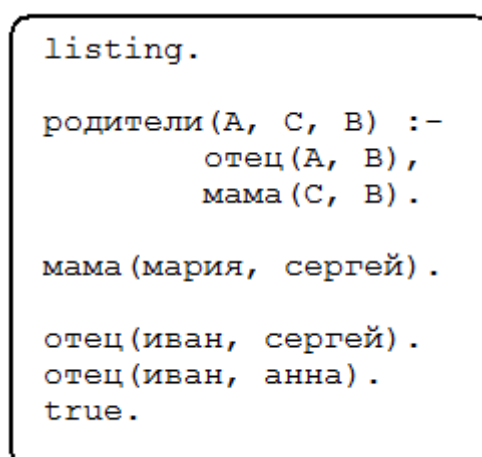 listing.
родители(A, C, B) :-
отец(A, B),
мама(C, B).
мама(мария, сергей).
отец(иван, сергей).
отец(иван, анна).
true.